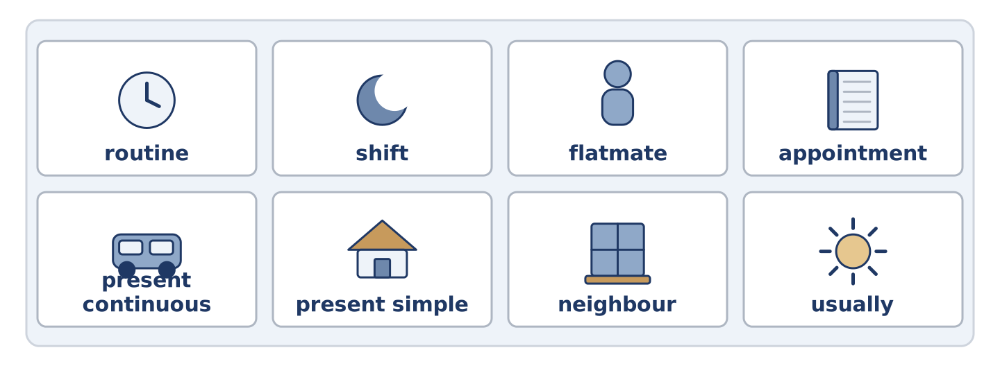 routine
shift
flatmate
appointment
present
continuous
present simple
neighbour
usually